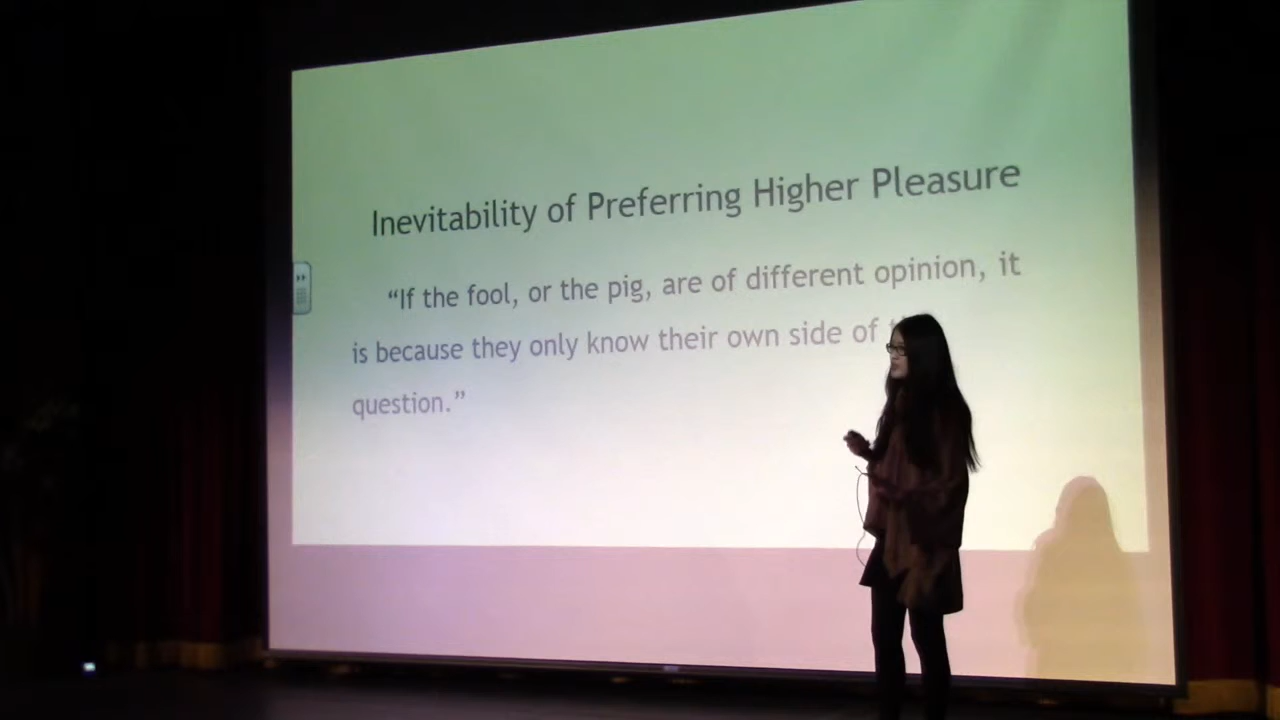 Inevitability of Preferring Higher Pleasure
“If the fool, or the pig, are of different opinion, it
is because they only know their own side of
question.”